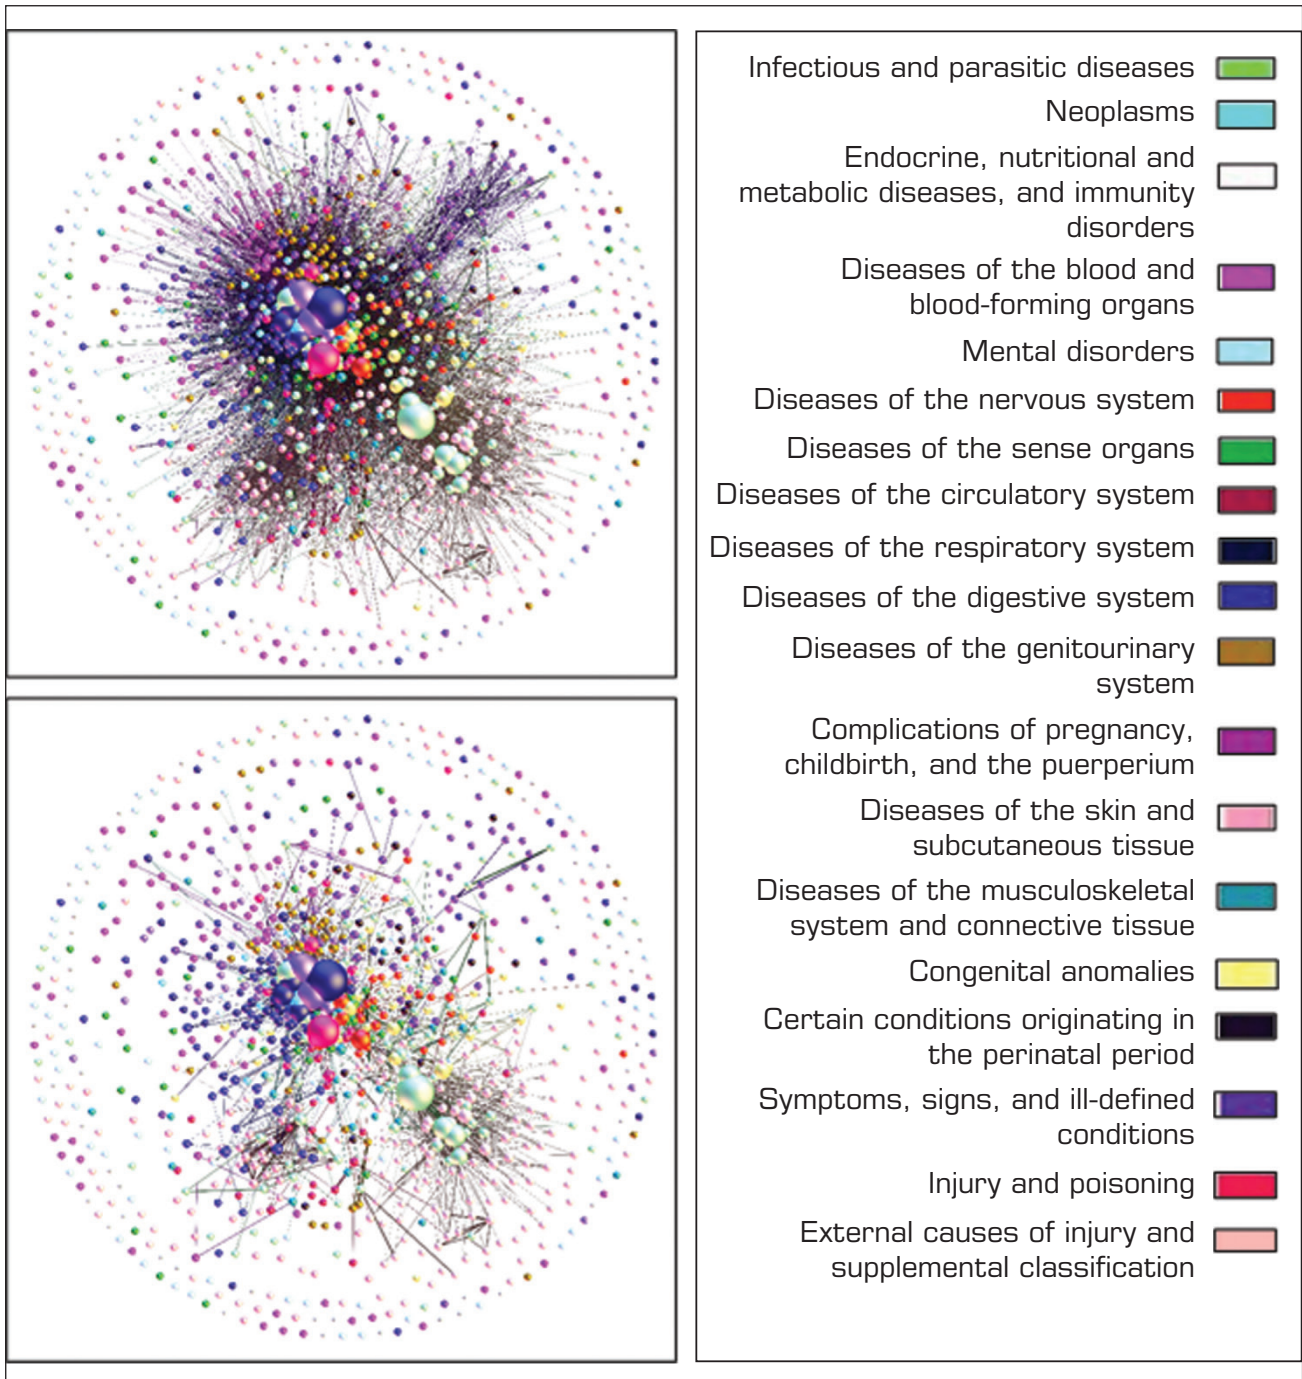 Infectious and parasitic diseases
Neoplasms
Endocrine, nutritional and
metabolic diseases, and immunity
disorders
Diseases of the blood and
blood-forming organs
Mental disorders
Diseases of the nervous system
Diseases of the sense organs
Diseases of the circulatory system
Diseases of the respiratory system
Diseases of the digestive system
Diseases of the genitourinary
system
Complications of pregnancy,
childbirth, and the puerperium
Diseases of the skin and
subcutaneous tissue
Diseases of the musculoskeletal
system and connective tissue
Congenital anomalies
Certain conditions originating in
the perinatal period
Symptoms, signs, and ill-defined
conditions
Injury and poisoning
External causes of injury and
supplemental classification